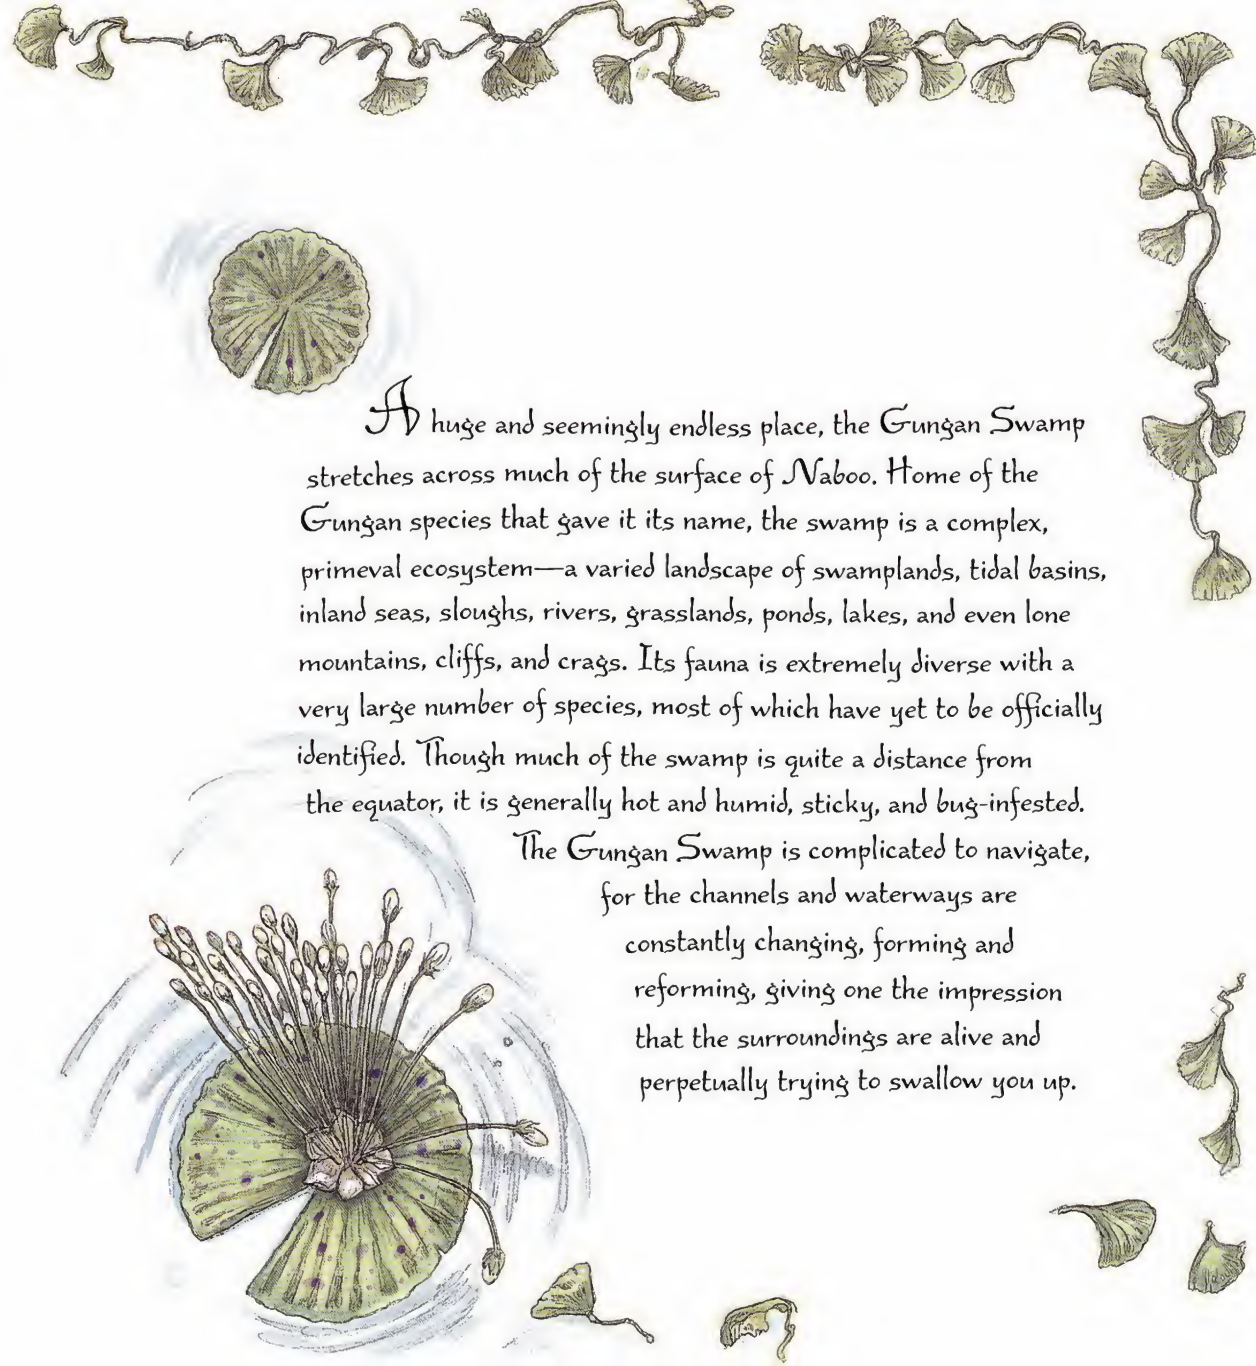 A huge and seemingly endless place, the Gungan Swamp
stretches across much of the surface of Naboo. Home of the
Gungan species that gave it its name, the swamp is a complex,
primeval ecosystem—a varied landscape of swamplands, tidal basins,
inland seas, sloughs, rivers, grasslands, ponds, lakes, and even lone
mountains, cliffs, and crags. Its fauna is extremely diverse with a
very large number of species, most of which have yet to be officially
identified. Though much of the swamp is quite a distance from
the equator, it is generally hot and humid, sticky, and bug-infested.
The Gungan Swamp is complicated to navigate,
for the channels and waterways are
constantly changing, forming and
reforming, giving one the impression
that the surroundings are alive and
perpetually trying to swallow you up.